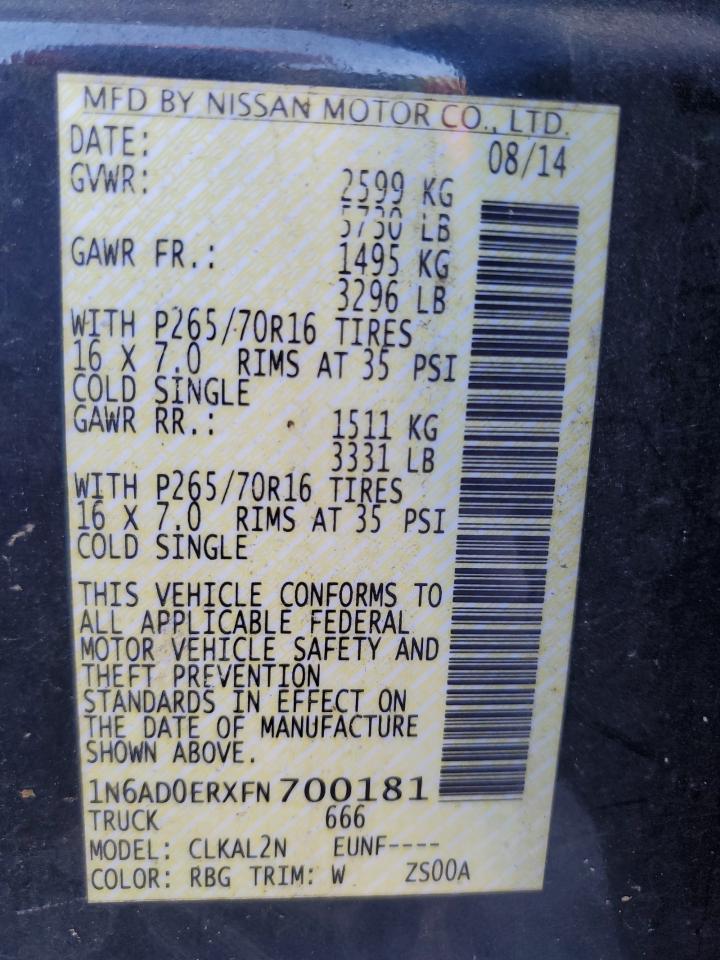 MFD BY NISSAN MOTOR CO., LTD.
DATE: 08/14
GVWR: 2599 KG
5730 LB
GAWR FR.: 1495 KG
3296 LB
WITH P265/70R16 TIRES
16 X 7.0 RIMS AT 35 PSI
COLD SINGLE
GAWR RR.: 1511 KG
3331 LB
WITH P265/70R16 TIRES
16 X 7.0 RIMS AT 35 PSI
COLD SINGLE
THIS VEHICLE CONFORMS TO
ALL APPLICABLE FEDERAL
MOTOR VEHICLE SAFETY AND
THEFT PREVENTION
STANDARDS IN EFFECT ON
THE DATE OF MANUFACTURE
SHOWN ABOVE.
1N6AD0ERXFN700181
TRUCK 666
MODEL: CLKAL2N EUNF----
COLOR: RBG TRIM: W ZS00A